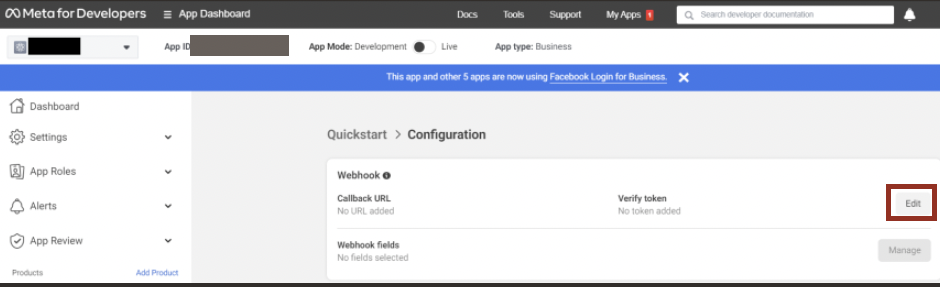 Meta for Developers App Dashboard Docs Tools Support My Apps 1 Search developer documentation
App ID App Mode: Development Live App type: Business
This app and other 5 apps are now using Facebook Login for Business.
Dashboard
Settings
App Roles
Alerts
App Review
Products Add Product
Quickstart > Configuration
Webhook
Callback URL Verify token
No URL added No token added
Edit
Webhook fields
No fields selected
Manage